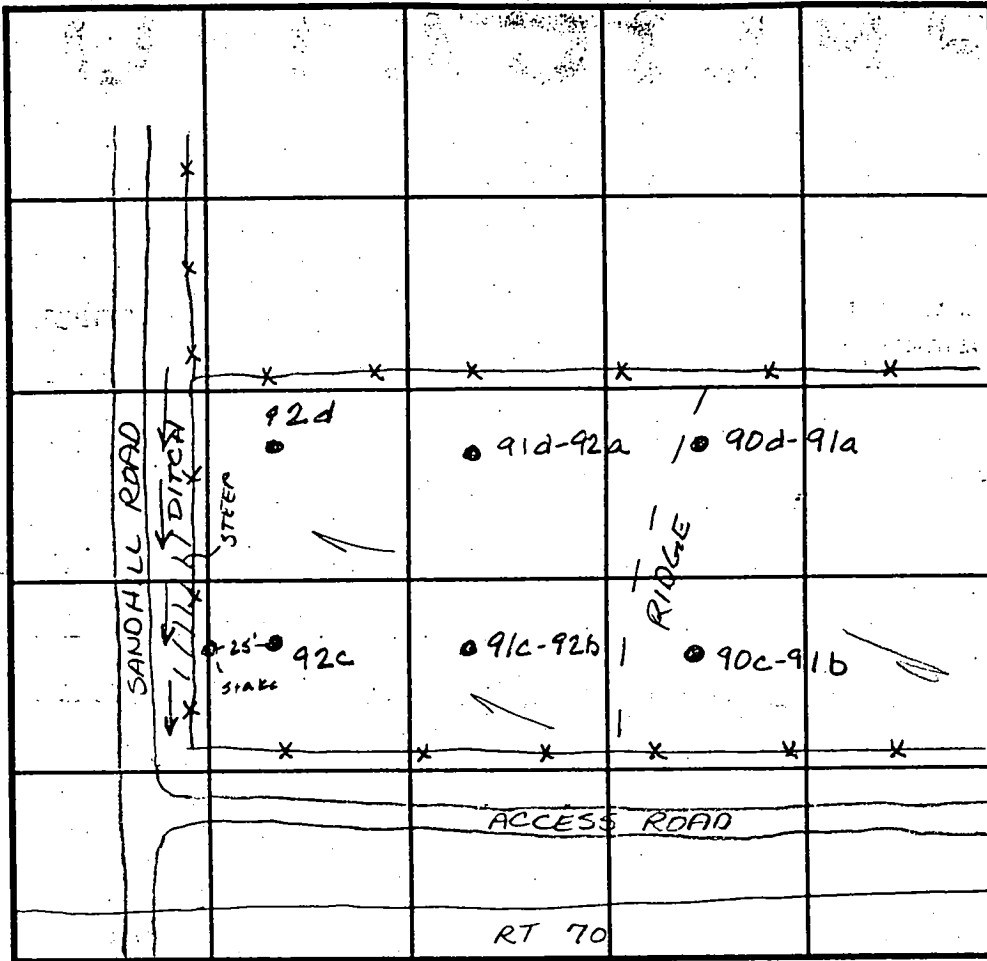 92d
91d-92a
90d-91a
SANDHILL ROAD
DITCH
STEEP
RIDGE
25'
stake
92c
91c-92b
90c-91b
ACCESS ROAD
RT 70